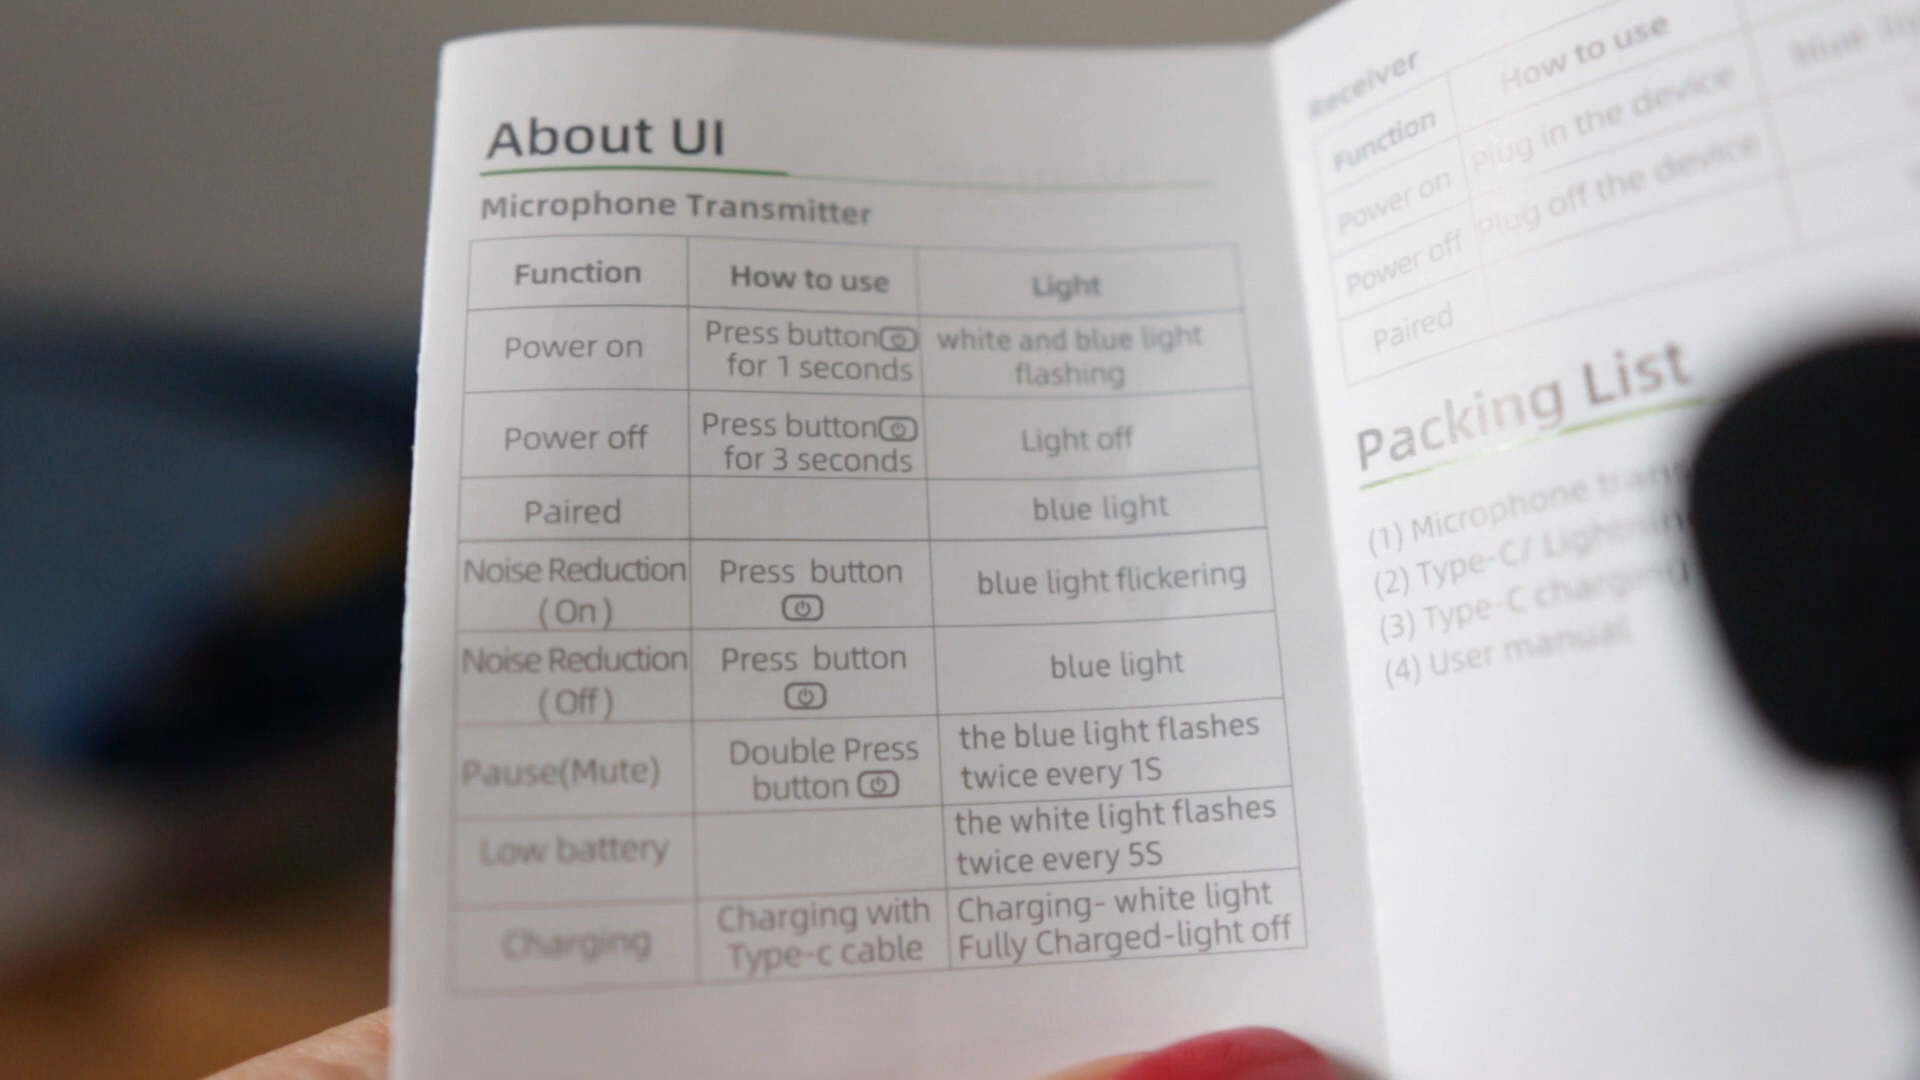 About UI
Microphone Transmitter
Function How to use Light
Power on Press button for 1 seconds white and blue light flashing
Power off Press button for 3 seconds Light off
Paired blue light
Noise Reduction (On) Press button blue light flickering
Noise Reduction (Off) Press button blue light
Pause(Mute) Double Press button the blue light flashes twice every 1S
Low battery the white light flashes twice every 5S
Charging Charging with Type-c cable Charging- white light Fully Charged-light off
Receiver
Function How to use
Power on Plug in the device
Power off Plug off the device
Paired
Packing List
(1) Microphone
(2) Type-C/
(3) Type-C charging
(4) User manual